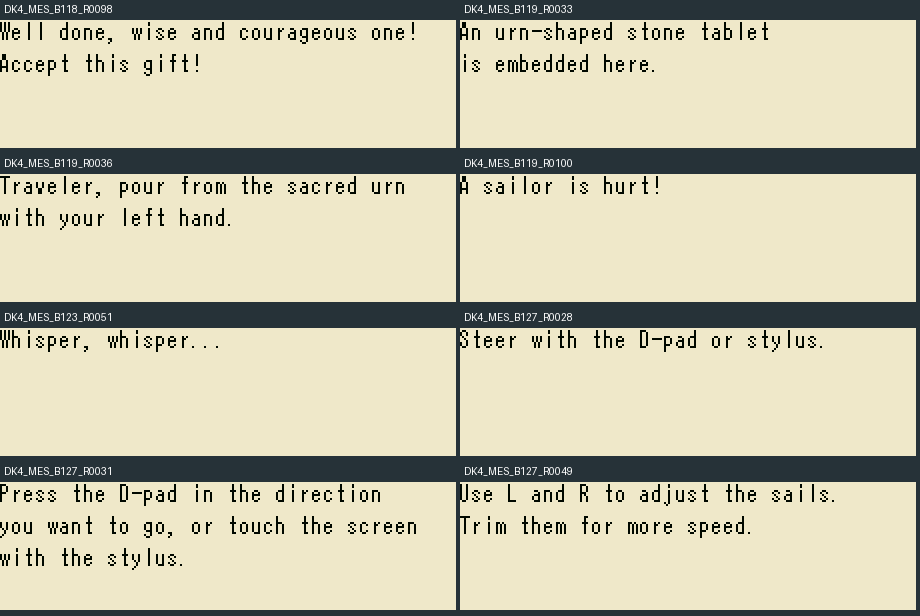 DK4_MES_B118_R0098
Well done, wise and courageous one!
Accept this gift!
DK4_MES_B119_R0033
An urn-shaped stone tablet
is embedded here.
DK4_MES_B119_R0036
Traveler, pour from the sacred urn
with your left hand.
DK4_MES_B119_R0100
A sailor is hurt!
DK4_MES_B123_R0051
Whisper, whisper...
DK4_MES_B127_R0028
Steer with the D-pad or stylus.
DK4_MES_B127_R0031
Press the D-pad in the direction
you want to go, or touch the screen
with the stylus.
DK4_MES_B127_R0049
Use L and R to adjust the sails.
Trim them for more speed.